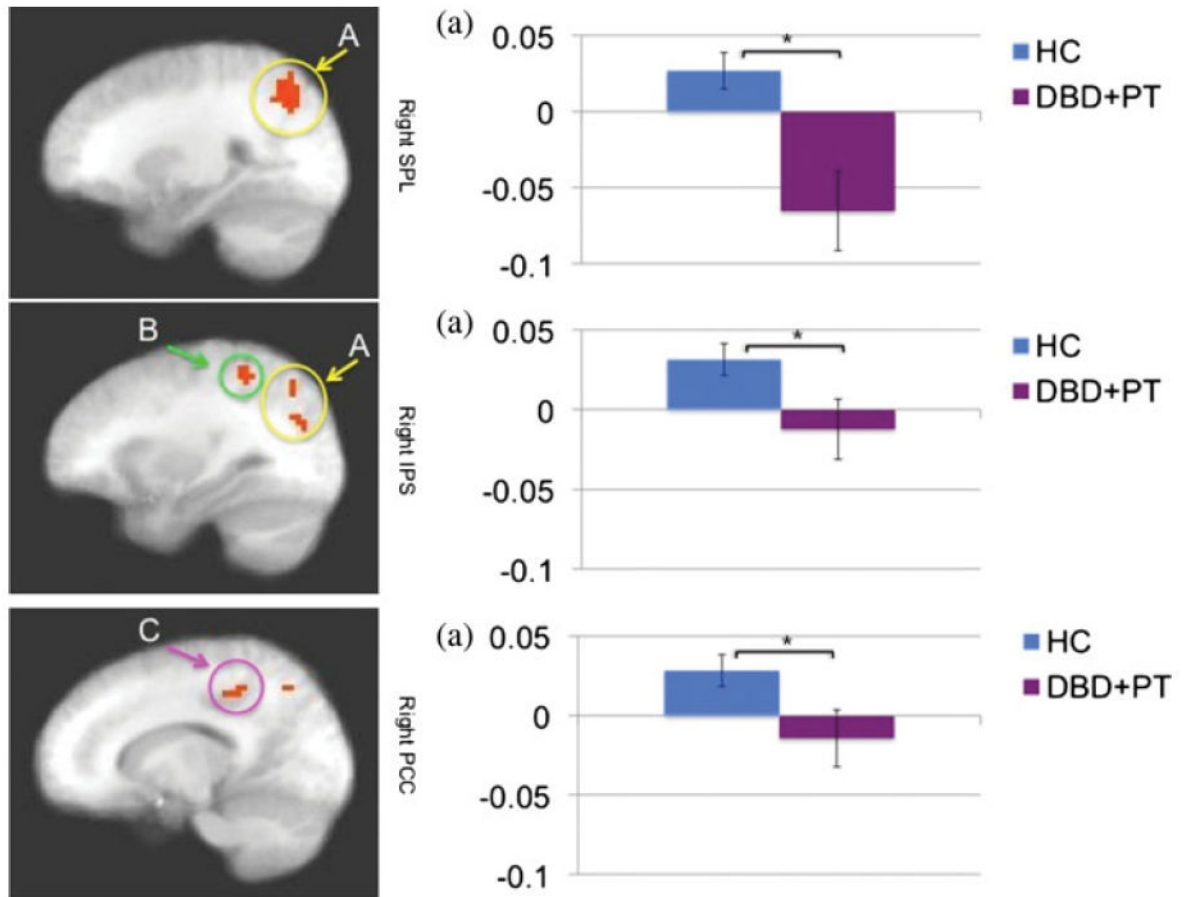 A
Right SPL
(a)
0.05
0
-0.05
-0.1
*
HC
DBD+PT
B
A
Right IPS
(a)
0.05
0
-0.05
-0.1
*
HC
DBD+PT
C
Right PCC
(a)
0.05
0
-0.05
-0.1
*
HC
DBD+PT